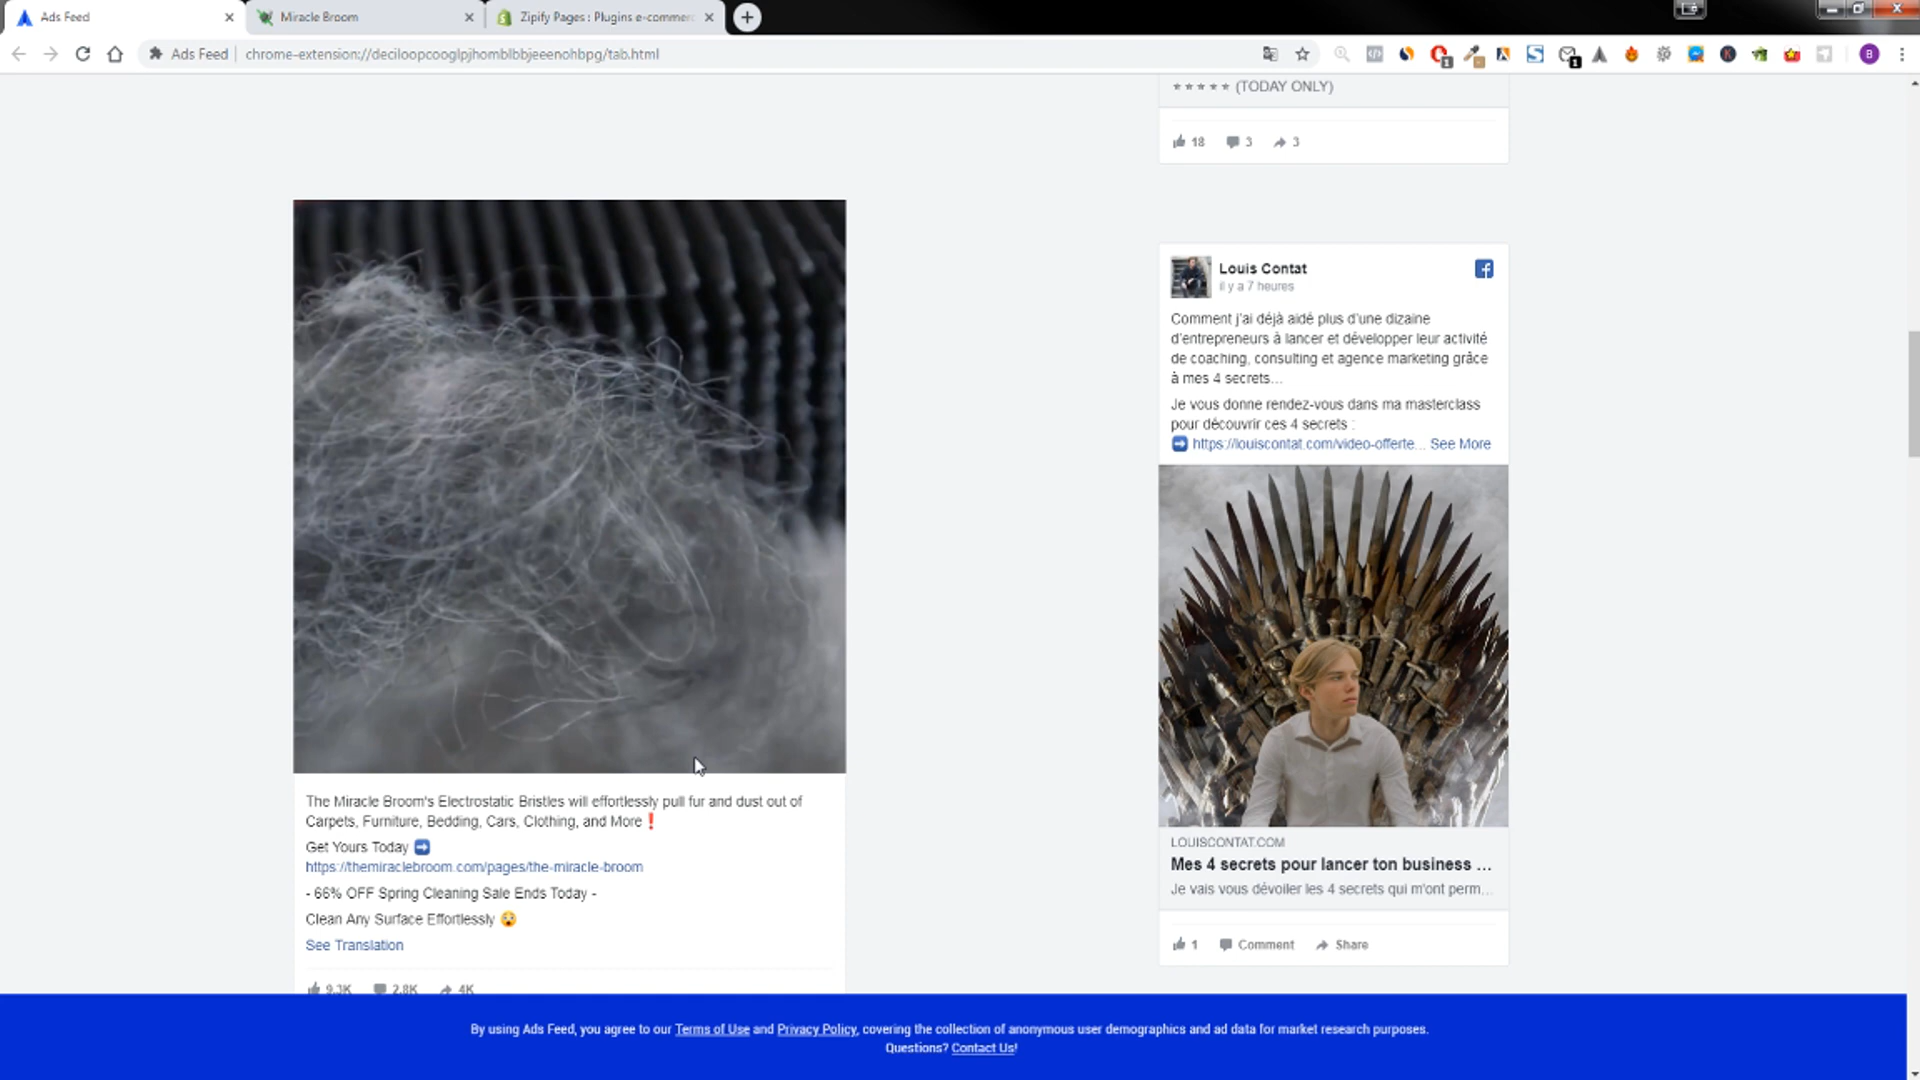 Ads Feed
Miracle Broom
Zipify Pages : Plugins e-commerc
Ads Feed
chrome-extension://deciloopcooglpjhomblbbjeeenohbpg/tab.html
1
1
B
★★★★★ (TODAY ONLY)
18 3 3
Louis Contat
il y a 7 heures
Comment j'ai déjà aidé plus d'une dizaine
d'entrepreneurs à lancer et développer leur activité
de coaching, consulting et agence marketing grâce
à mes 4 secrets...
Je vous donne rendez-vous dans ma masterclass
pour découvrir ces 4 secrets :
➡ https://louiscontat.com/video-offerte... See More
LOUISCONTAT.COM
Mes 4 secrets pour lancer ton business ...
Je vais vous dévoiler les 4 secrets qui m'ont perm...
1 Comment Share
The Miracle Broom's Electrostatic Bristles will effortlessly pull fur and dust out of
Carpets, Furniture, Bedding, Cars, Clothing, and More❗
Get Yours Today ➡
https://themiraclebroom.com/pages/the-miracle-broom
- 66% OFF Spring Cleaning Sale Ends Today -
Clean Any Surface Effortlessly 😲
See Translation
9.3K 2.8K 4K
By using Ads Feed, you agree to our Terms of Use and Privacy Policy, covering the collection of anonymous user demographics and ad data for market research purposes.
Questions? Contact Us!